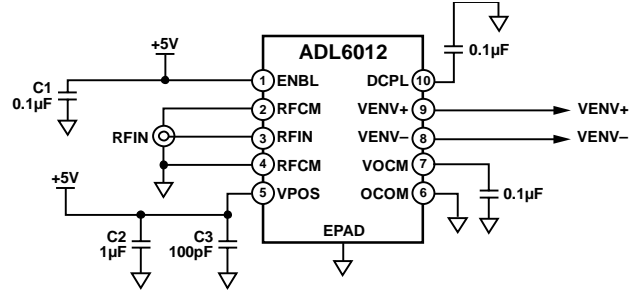 ADL6012
+5V
C1
0.1µF
1 ENBL
2 RFCM
RFIN
3 RFIN
4 RFCM
+5V
5 VPOS
C2
1µF
C3
100pF
EPAD
DCPL 10
0.1µF
VENV+ 9
VENV+
VENV– 8
VENV–
VOCM 7
0.1µF
OCOM 6